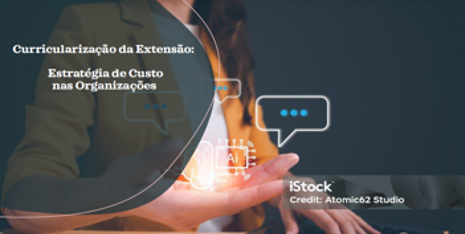 Curricularização da Extensão:
Estratégia de Custo
nas Organizações
Ai
iStock
Credit: Atomic62 Studio